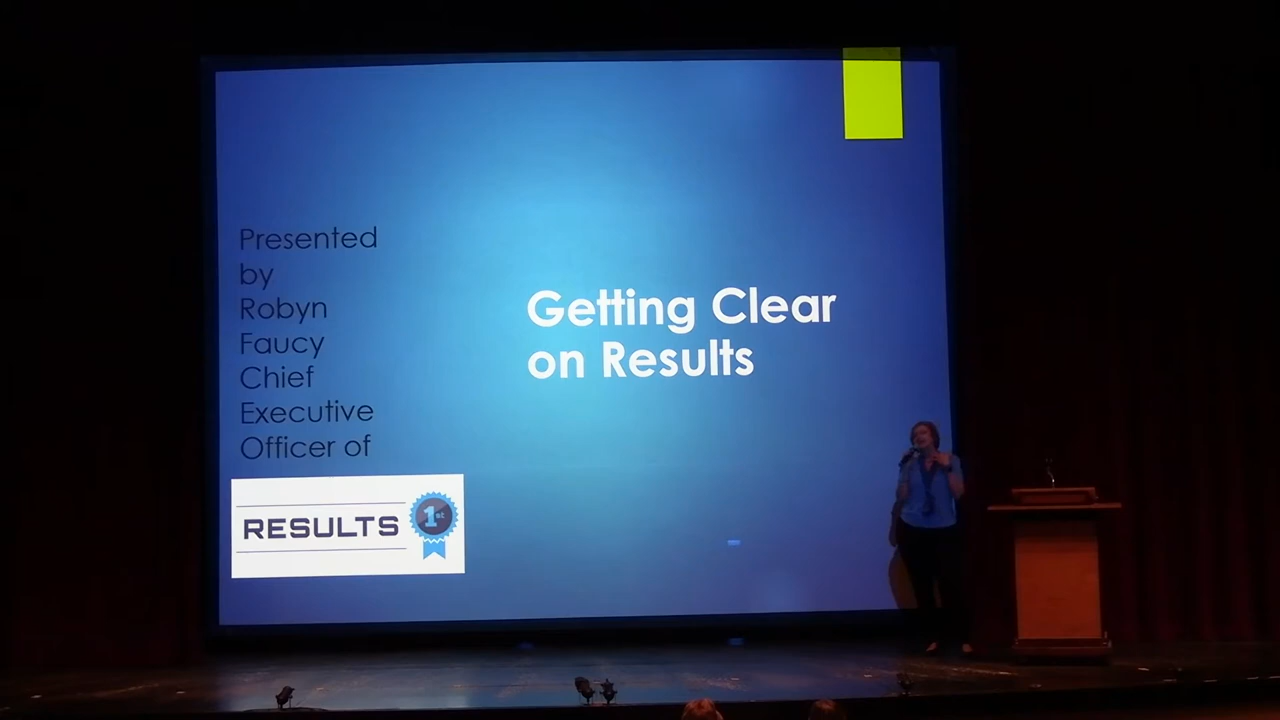 Presented
by
Robyn
Faucy
Chief
Executive
Officer of
RESULTS 1st
Getting Clear
on Results